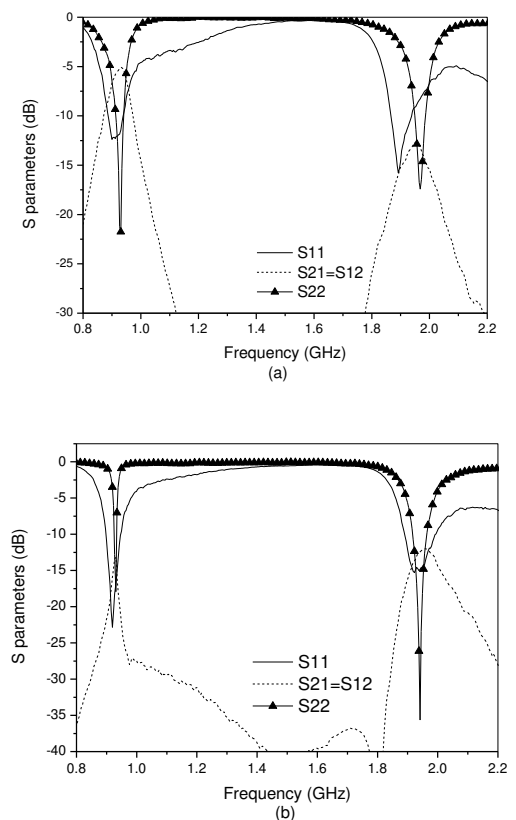 0
-5
-10
-15
-20
-25
-30
S parameters (dB)
S11
S21=S12
S22
0.8 1.0 1.2 1.4 1.6 1.8 2.0 2.2
Frequency (GHz)
(a)
0
-5
-10
-15
-20
-25
-30
-35
-40
S parameters (dB)
S11
S21=S12
S22
0.8 1.0 1.2 1.4 1.6 1.8 2.0 2.2
Frequency (GHz)
(b)